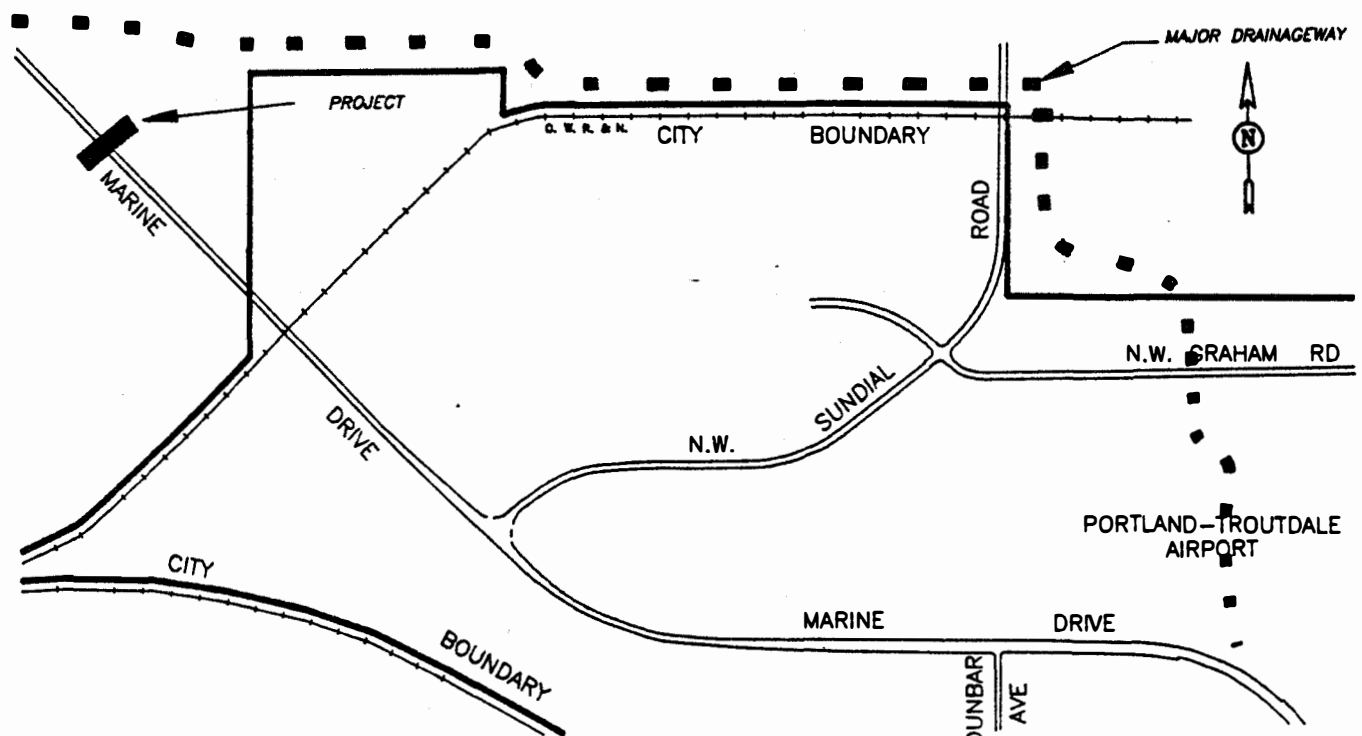 MAJOR DRAINAGEWAY
PROJECT
N
O. W. R. & N.
CITY BOUNDARY
MARINE
ROAD
N.W. GRAHAM RD
SUNDIAL
DRIVE
N.W.
PORTLAND-TROUTDALE
AIRPORT
CITY
MARINE DRIVE
BOUNDARY
DUNBAR
AVE